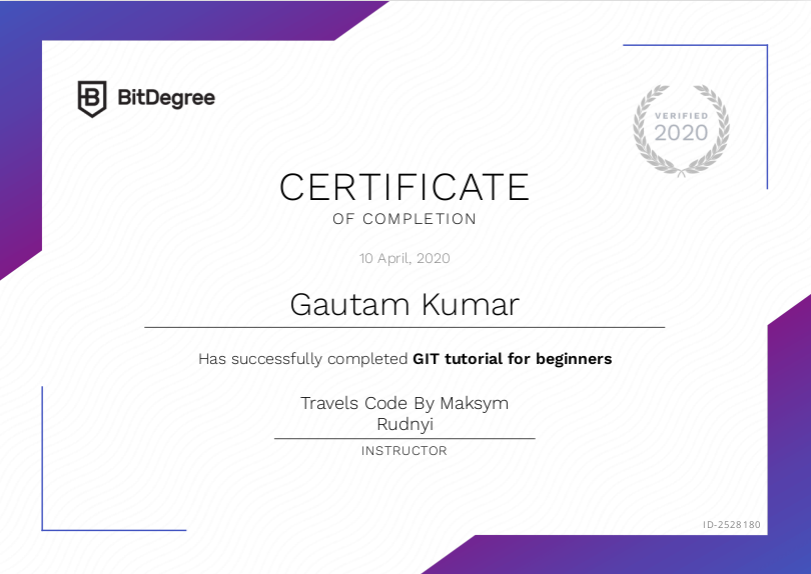 BitDegree
VERIFIED
2020
CERTIFICATE
OF COMPLETION
10 April, 2020
Gautam Kumar
Has successfully completed GIT tutorial for beginners
Travels Code By Maksym
Rudnyi
INSTRUCTOR
ID-2528180